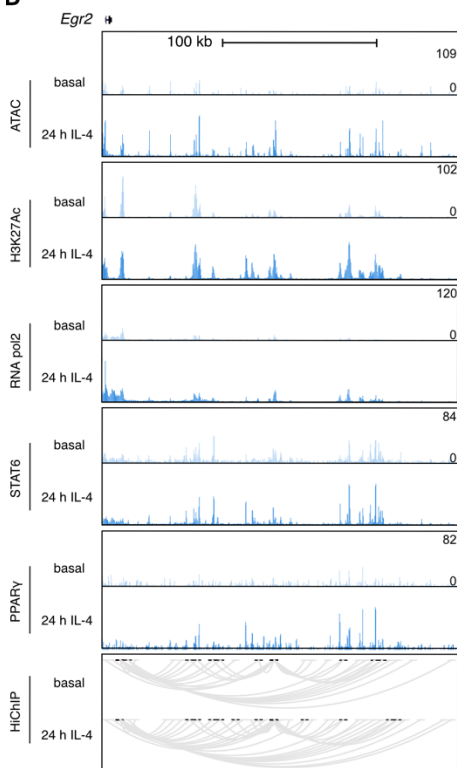 Egr2
100 kb
109
basal
0
ATAC
24 h IL-4
102
basal
0
H3K27Ac
24 h IL-4
120
basal
0
RNA pol2
24 h IL-4
84
basal
0
STAT6
24 h IL-4
82
basal
0
PPARγ
24 h IL-4
basal
HiChIP
24 h IL-4